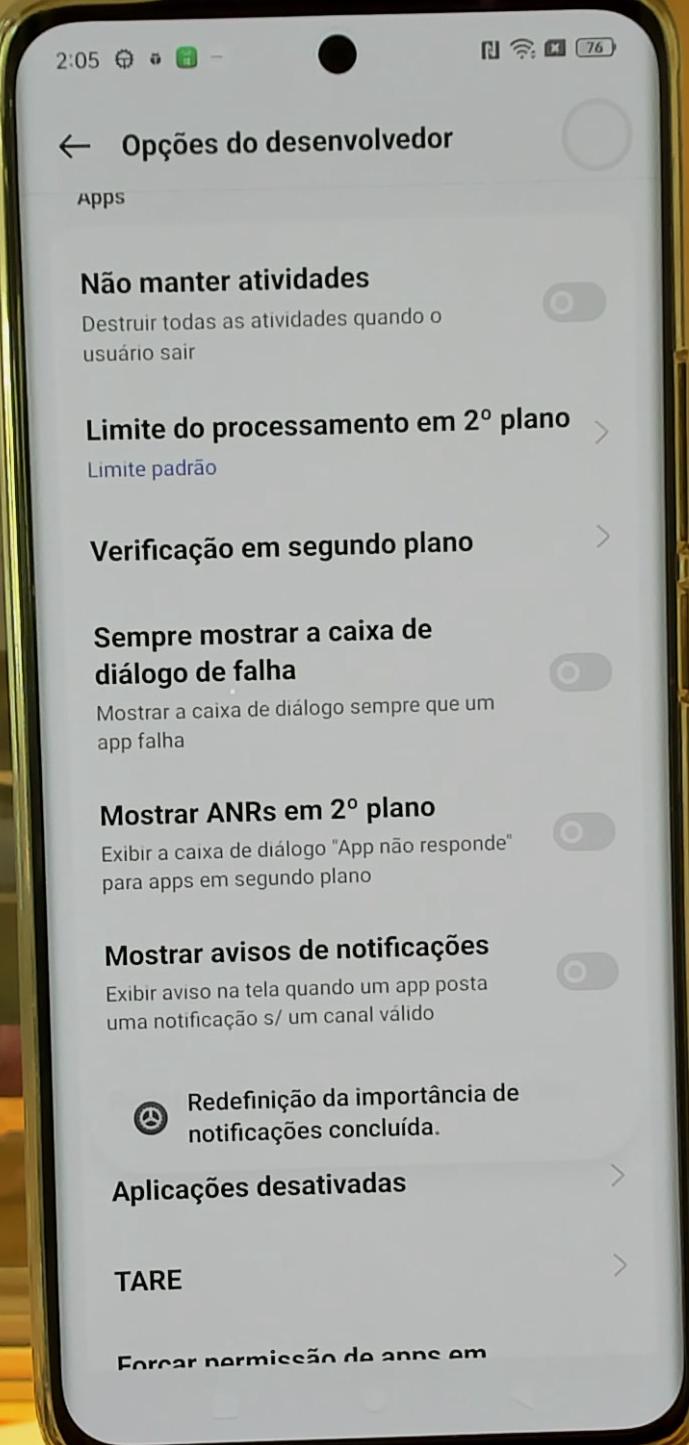 2:05
76
Opções do desenvolvedor
Apps
Não manter atividades
Destruir todas as atividades quando o
usuário sair
Limite do processamento em 2º plano
Limite padrão
Verificação em segundo plano
Sempre mostrar a caixa de
diálogo de falha
Mostrar a caixa de diálogo sempre que um
app falha
Mostrar ANRs em 2º plano
Exibir a caixa de diálogo "App não responde"
para apps em segundo plano
Mostrar avisos de notificações
Exibir aviso na tela quando um app posta
uma notificação s/ um canal válido
Redefinição da importância de
notificações concluída.
Aplicações desativadas
TARE
Forçar permissão de apps em